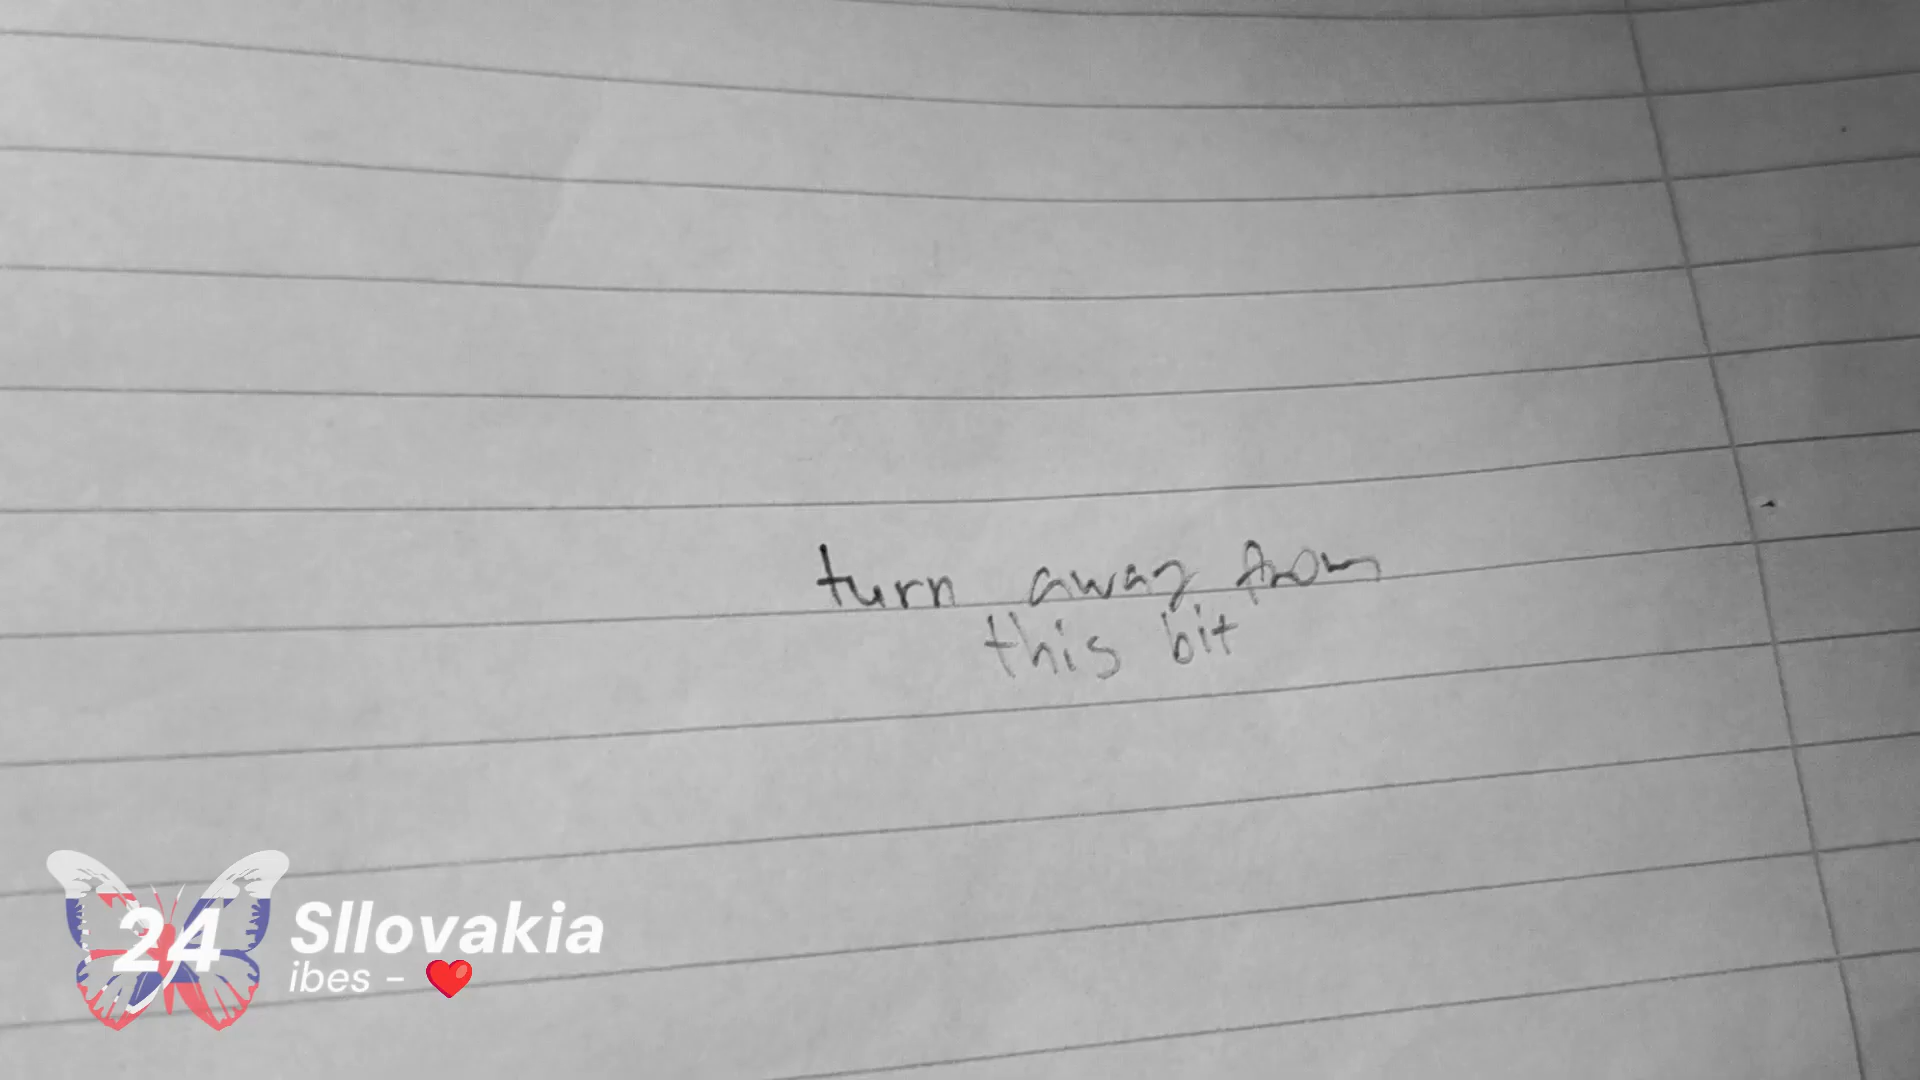 turn away from
this bit
24
Sllovakia
ibes - ❤️